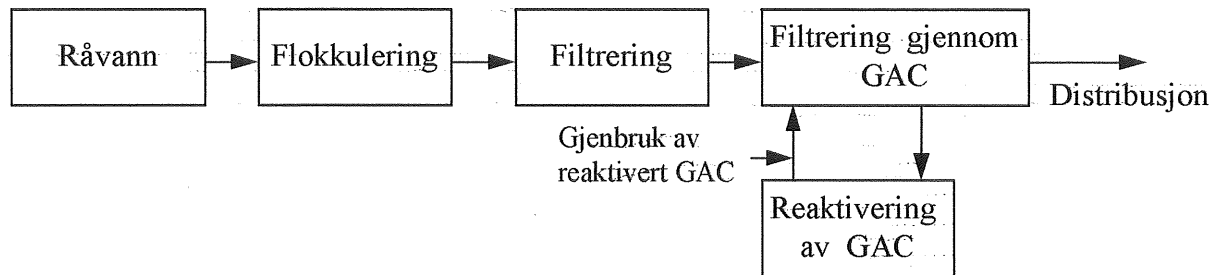 Råvann
Flokkulering
Filtrering
Filtrering gjennom
GAC
Distribusjon
Gjenbruk av
reaktivert GAC
Reaktivering
av GAC